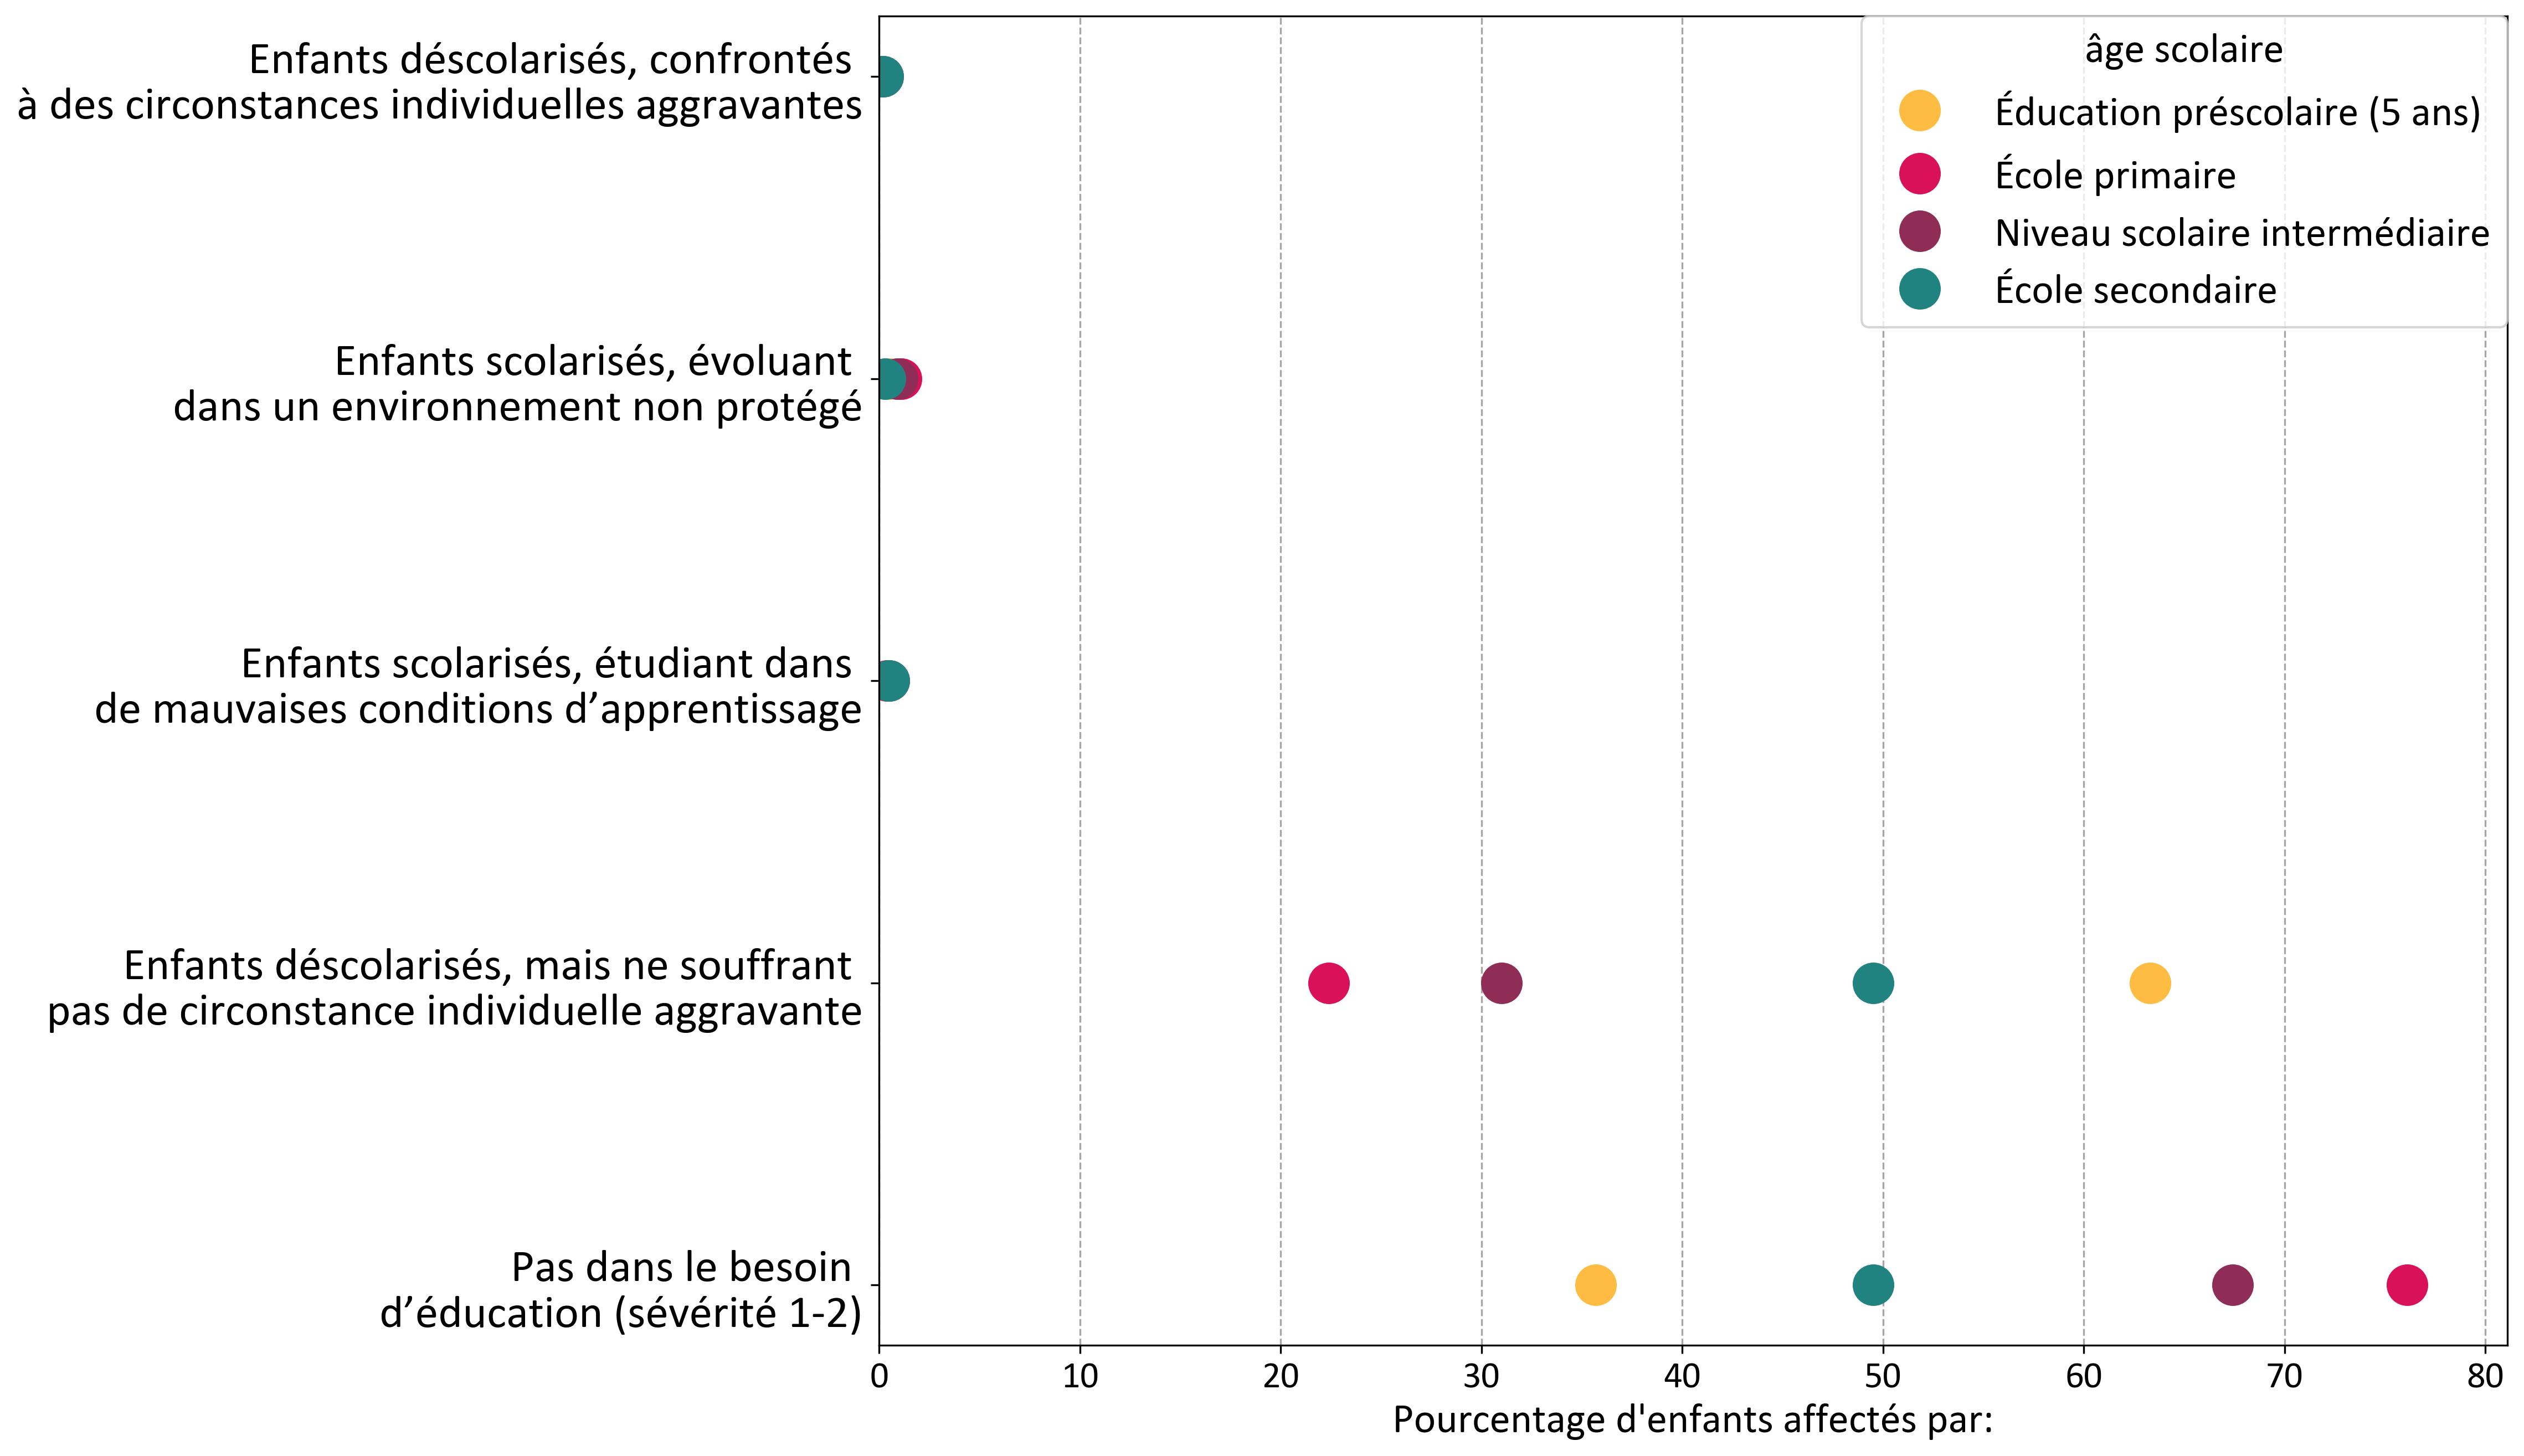 Enfants déscolarisés, confrontés
à des circonstances individuelles aggravantes
Enfants scolarisés, évoluant
dans un environnement non protégé
Enfants scolarisés, étudiant dans
de mauvaises conditions d’apprentissage
Enfants déscolarisés, mais ne souffrant
pas de circonstance individuelle aggravante
Pas dans le besoin
d’éducation (sévérité 1-2)
âge scolaire
Éducation préscolaire (5 ans)
École primaire
Niveau scolaire intermédiaire
École secondaire
0 10 20 30 40 50 60 70 80
Pourcentage d'enfants affectés par: